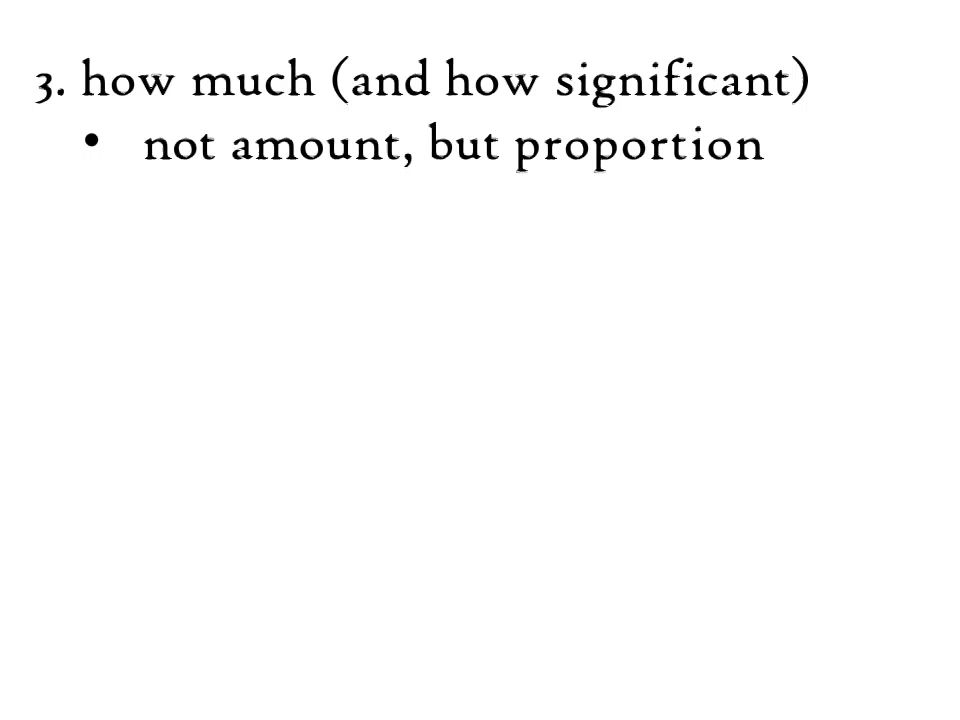 3. how much (and how significant)
• not amount, but proportion